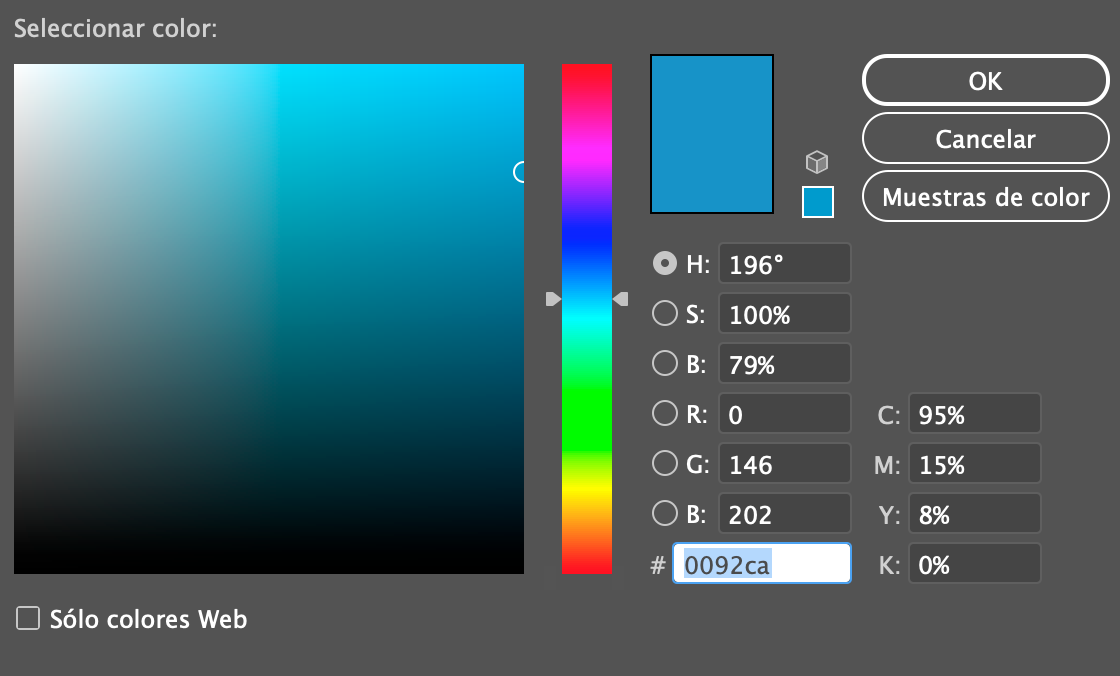 Seleccionar color:
OK
Cancelar
Muestras de color
H: 196°
S: 100%
B: 79%
R: 0
G: 146
B: 202
# 0092ca
C: 95%
M: 15%
Y: 8%
K: 0%
Sólo colores Web